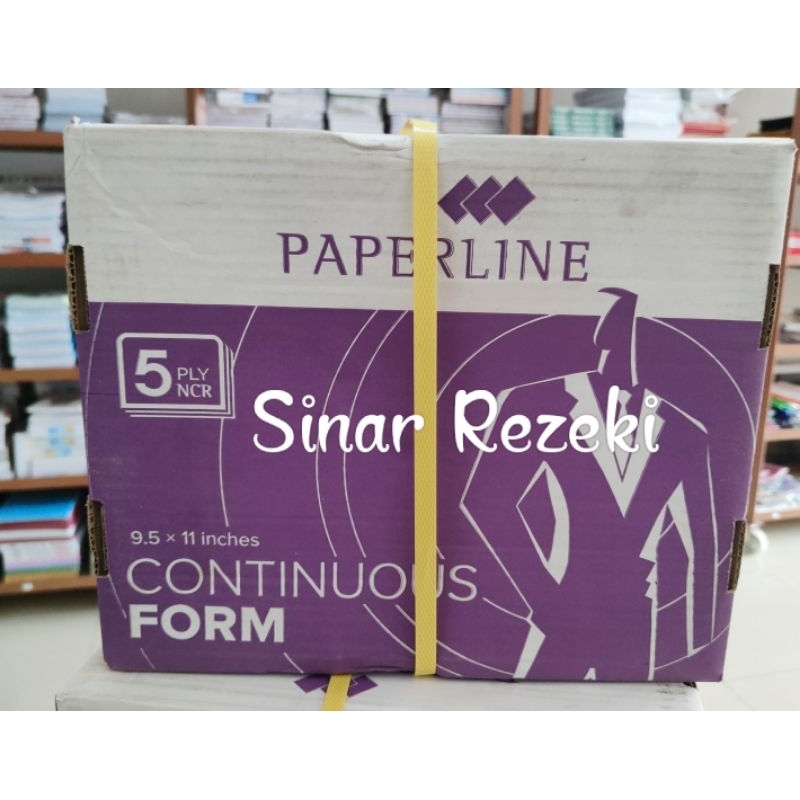 PAPERLINE
5 PLY
NCR
Sinar Rezeki
9.5 × 11 inches
CONTINUOUS
FORM